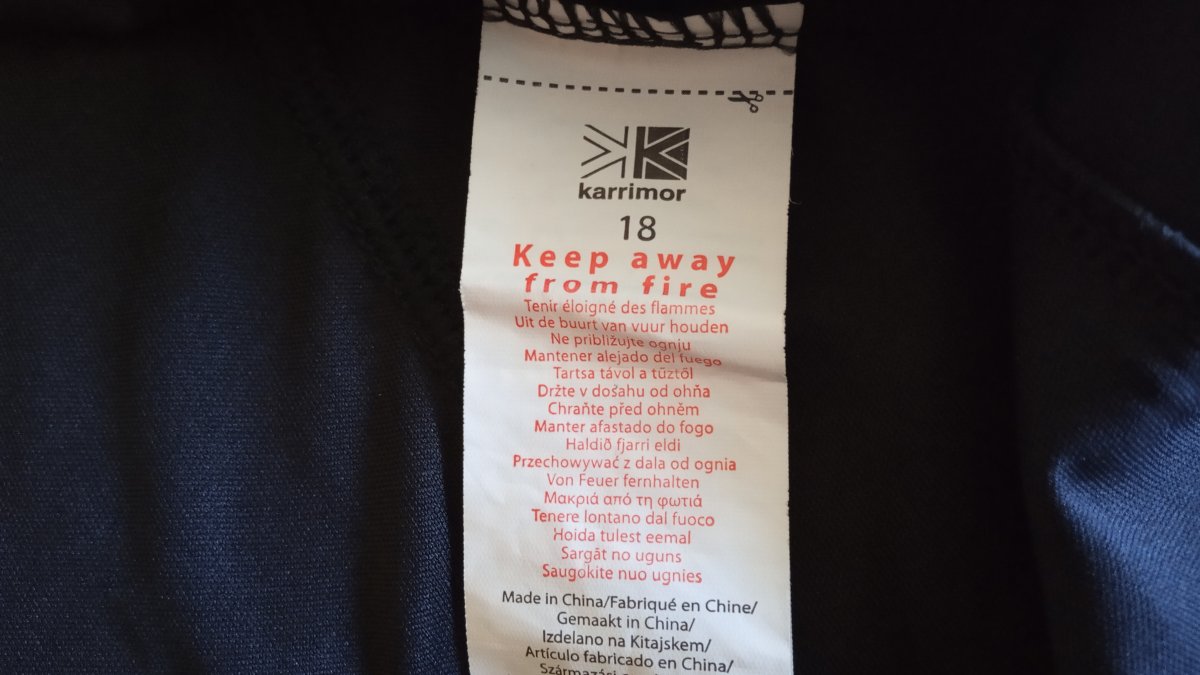 karrimor
18
Keep away
from fire
Tenir éloigné des flammes
Uit de buurt van vuur houden
Ne približujte ognju
Mantener alejado del fuego
Tartsa távol a tűztől
Držte v dosahu od ohňa
Chraňte před ohněm
Manter afastado do fogo
Haldið fjarri eldi
Przechowywać z dala od ognia
Von Feuer fernhalten
Μακριά από τη φωτιά
Tenere lontano dal fuoco
Hoida tulest eemal
Sargāt no uguns
Saugokite nuo ugnies
Made in China/Fabriqué en Chine/
Gemaakt in China/
Izdelano na Kitajskem/
Artículo fabricado en China/